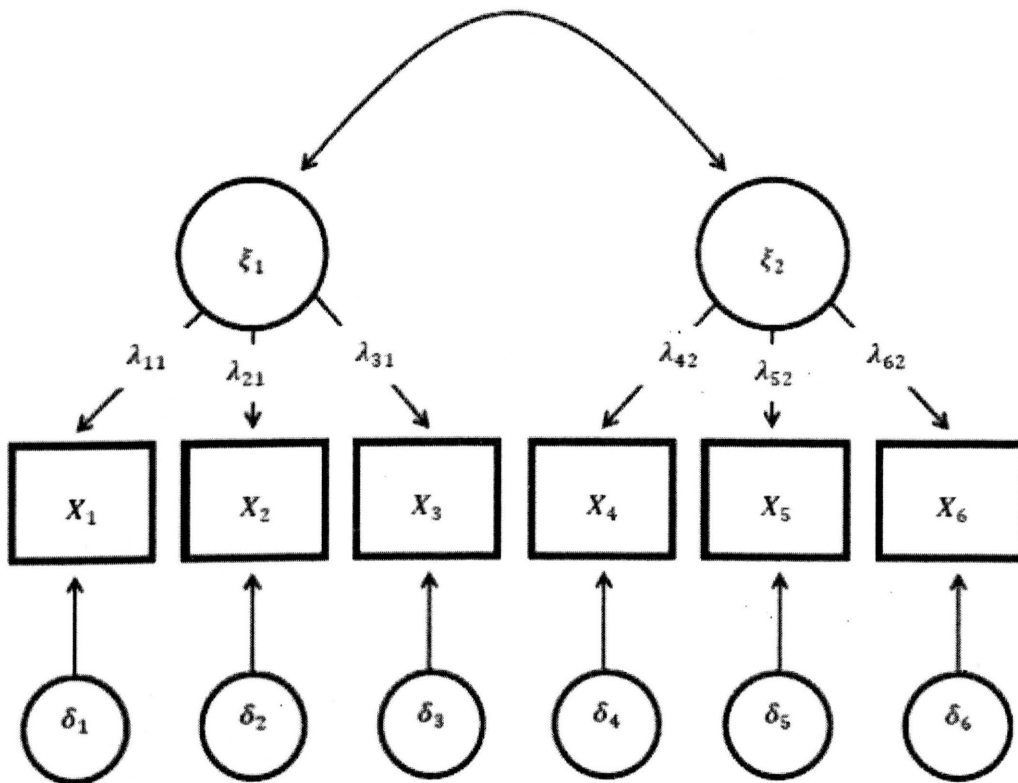 ξ₁ ξ₂
λ₁₁ λ₂₁ λ₃₁ λ₄₂ λ₅₂ λ₆₂
X₁ X₂ X₃ X₄ X₅ X₆
δ₁ δ₂ δ₃ δ₄ δ₅ δ₆